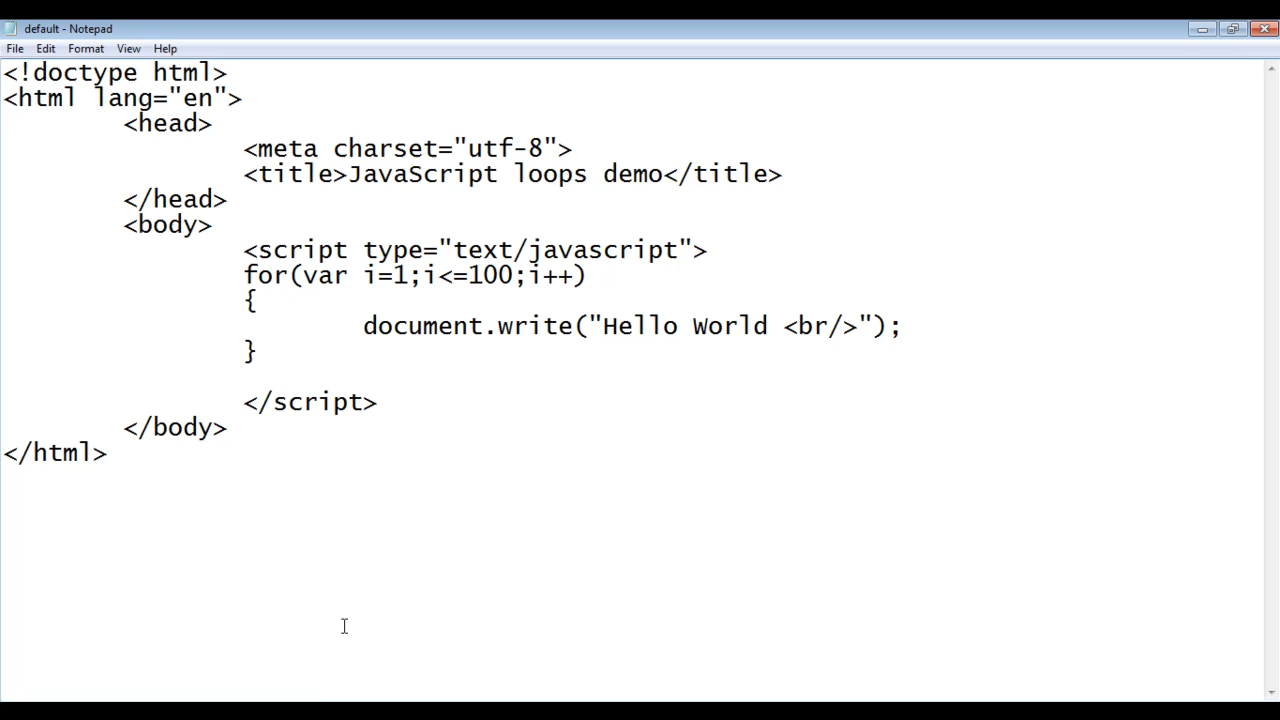 default - Notepad
File Edit Format View Help
<!doctype html>
<html lang="en">
<head>
<meta charset="utf-8">
<title>JavaScript loops demo</title>
</head>
<body>
<script type="text/javascript">
for(var i=1;i<=100;i++)
{
document.write("Hello World <br/>");
}
</script>
</body>
</html>